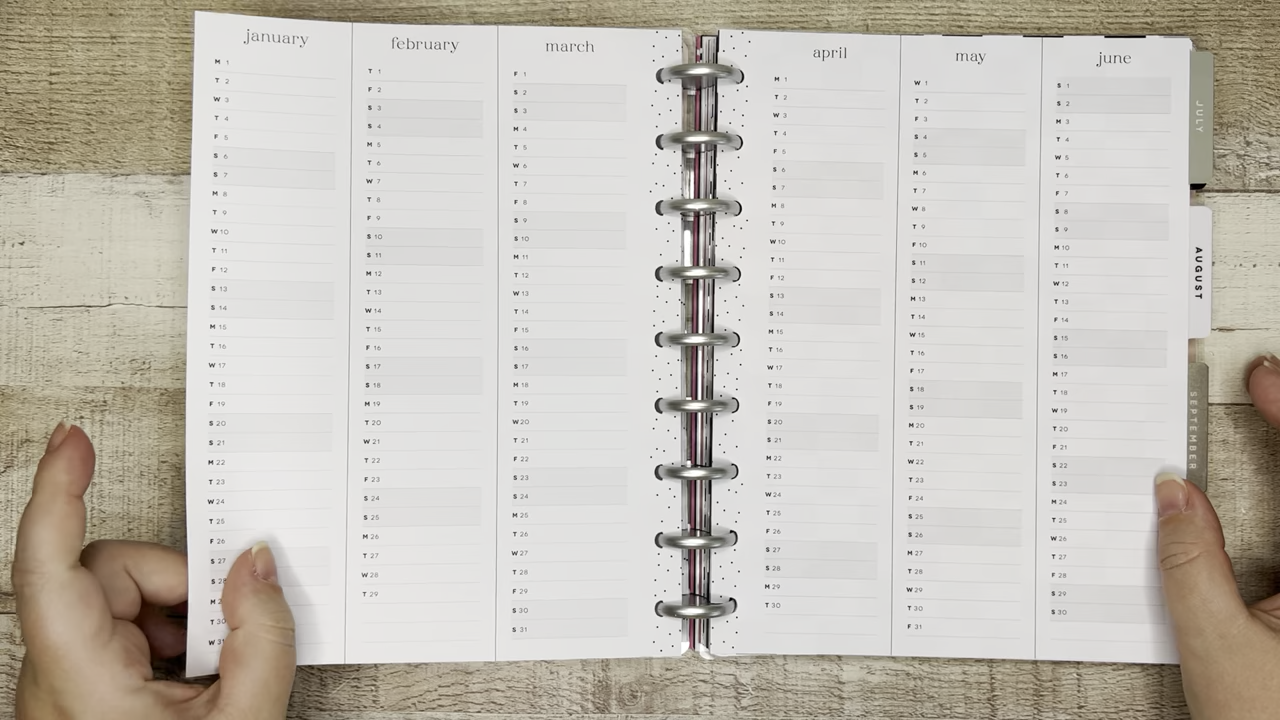 january
M 1
T 2
W 3
T 4
F 5
S 6
S 7
M 8
T 9
W 10
T 11
F 12
S 13
S 14
M 15
T 16
W 17
T 18
F 19
S 20
S 21
M 22
T 23
W 24
T 25
F 26
S 27
S 28
M 2
T 30
W 31
february
T 1
F 2
S 3
S 4
M 5
T 6
W 7
T 8
F 9
S 10
S 11
M 12
T 13
W 14
T 15
F 16
S 17
S 18
M 19
T 20
W 21
T 22
F 23
S 24
S 25
M 26
T 27
W 28
T 29
march
F 1
S 2
S 3
M 4
T 5
W 6
T 7
F 8
S 9
S 10
M 11
T 12
W 13
T 14
F 15
S 16
S 17
M 18
T 19
W 20
T 21
F 22
S 23
S 24
M 25
T 26
W 27
T 28
F 29
S 30
S 31
april
M 1
T 2
W 3
T 4
F 5
S 6
S 7
M 8
T 9
W 10
T 11
F 12
S 13
S 14
M 15
T 16
W 17
T 18
F 19
S 20
S 21
M 22
T 23
W 24
T 25
F 26
S 27
S 28
M 29
T 30
may
W 1
T 2
F 3
S 4
S 5
M 6
T 7
W 8
T 9
F 10
S 11
S 12
M 13
T 14
W 15
T 16
F 17
S 18
S 19
M 20
T 21
W 22
T 23
F 24
S 25
S 26
M 27
T 28
W 29
T 30
F 31
june
S 1
S 2
M 3
T 4
W 5
T 6
F 7
S 8
S 9
M 10
T 11
W 12
T 13
F 14
S 15
S 16
M 17
T 18
W 19
T 20
F 21
S 22
S 23
M 24
T 25
W 26
T 27
F 28
S 29
S 30
JULY
AUGUST
SEPTEMBER